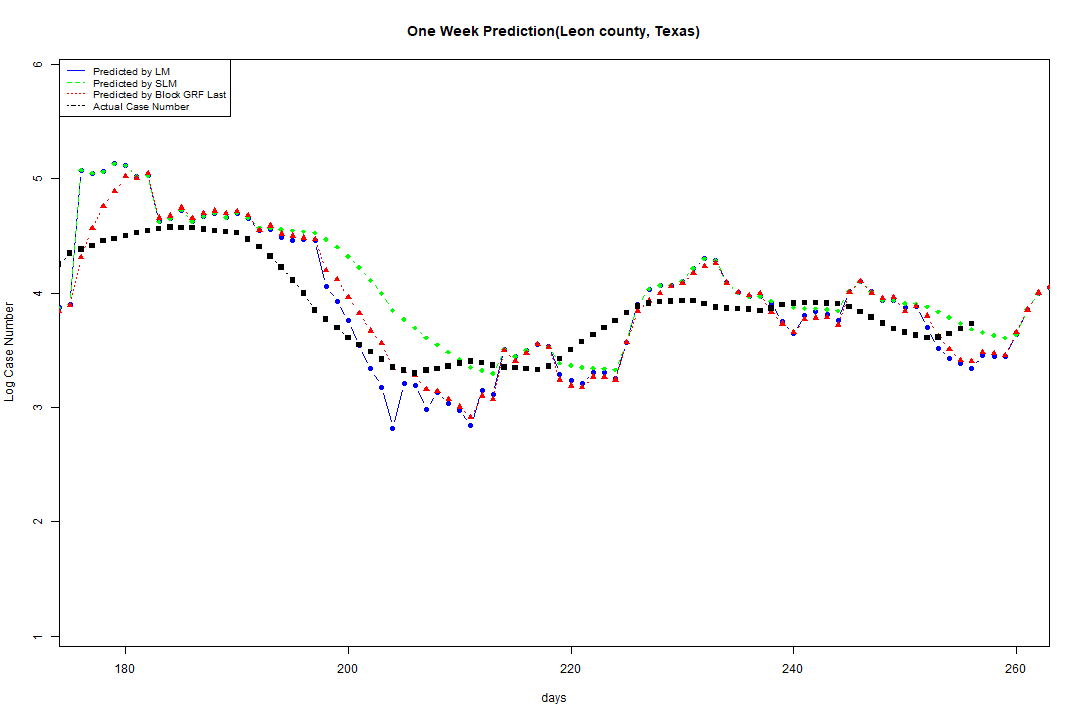 One Week Prediction(Leon county, Texas)
6
Predicted by LM
Predicted by SLM
Predicted by Block GRF Last
Actual Case Number
5
4
3
2
1
Log Case Number
180
200
220
240
260
days